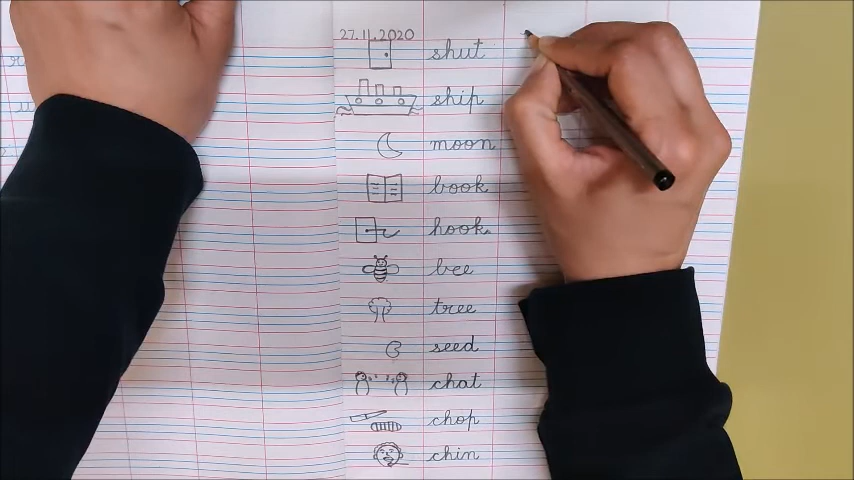 27.11.2020
shut
ship
moon
book
hook
bee
tree
seed
chat
chop
chin